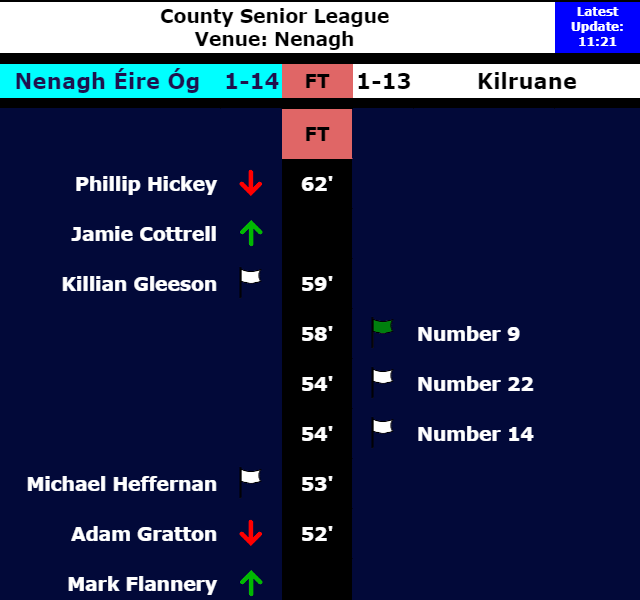 County Senior League
Venue: Nenagh
Latest
Update:
11:21
Nenagh Éire Óg 1-14 FT 1-13 Kilruane
FT
Phillip Hickey 62'
Jamie Cottrell
Killian Gleeson 59'
58' Number 9
54' Number 22
54' Number 14
Michael Heffernan 53'
Adam Gratton 52'
Mark Flannery